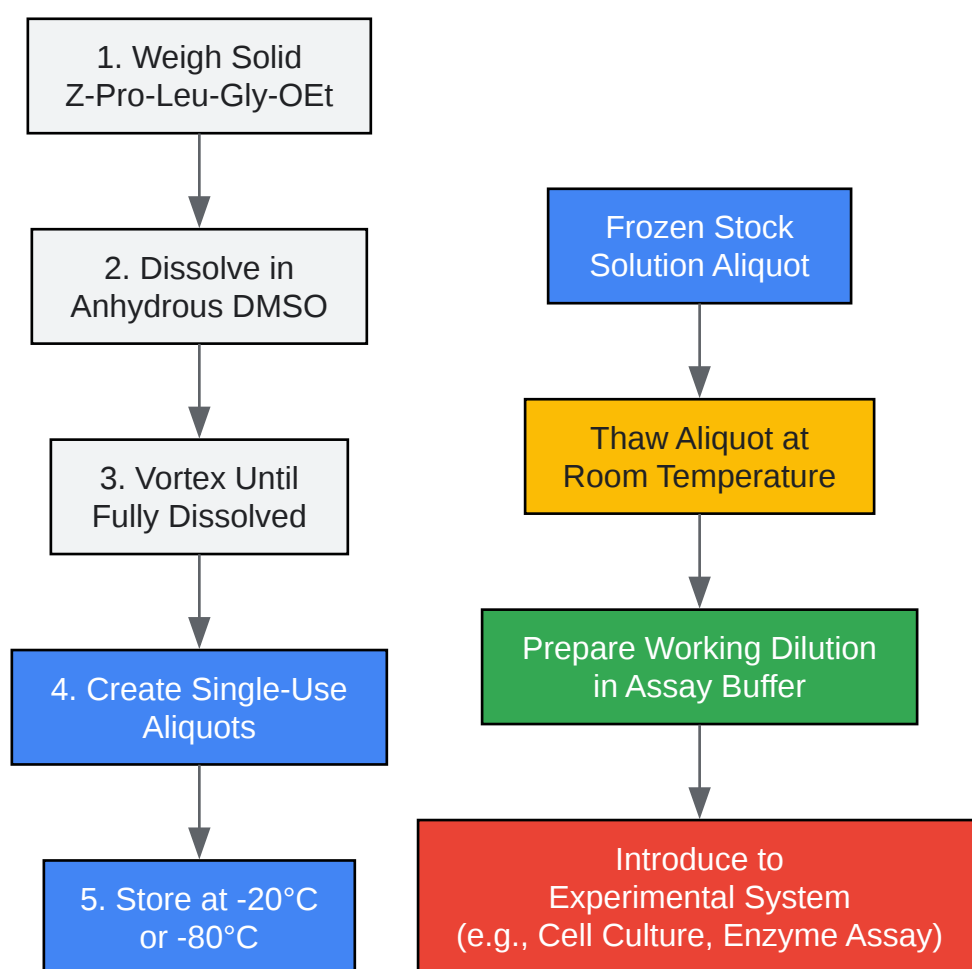 1. Weigh Solid
Z-Pro-Leu-Gly-OEt
2. Dissolve in
Anhydrous DMSO
3. Vortex Until
Fully Dissolved
4. Create Single-Use
Aliquots
5. Store at -20°C
or -80°C
Frozen Stock
Solution Aliquot
Thaw Aliquot at
Room Temperature
Prepare Working Dilution
in Assay Buffer
Introduce to
Experimental System
(e.g., Cell Culture, Enzyme Assay)